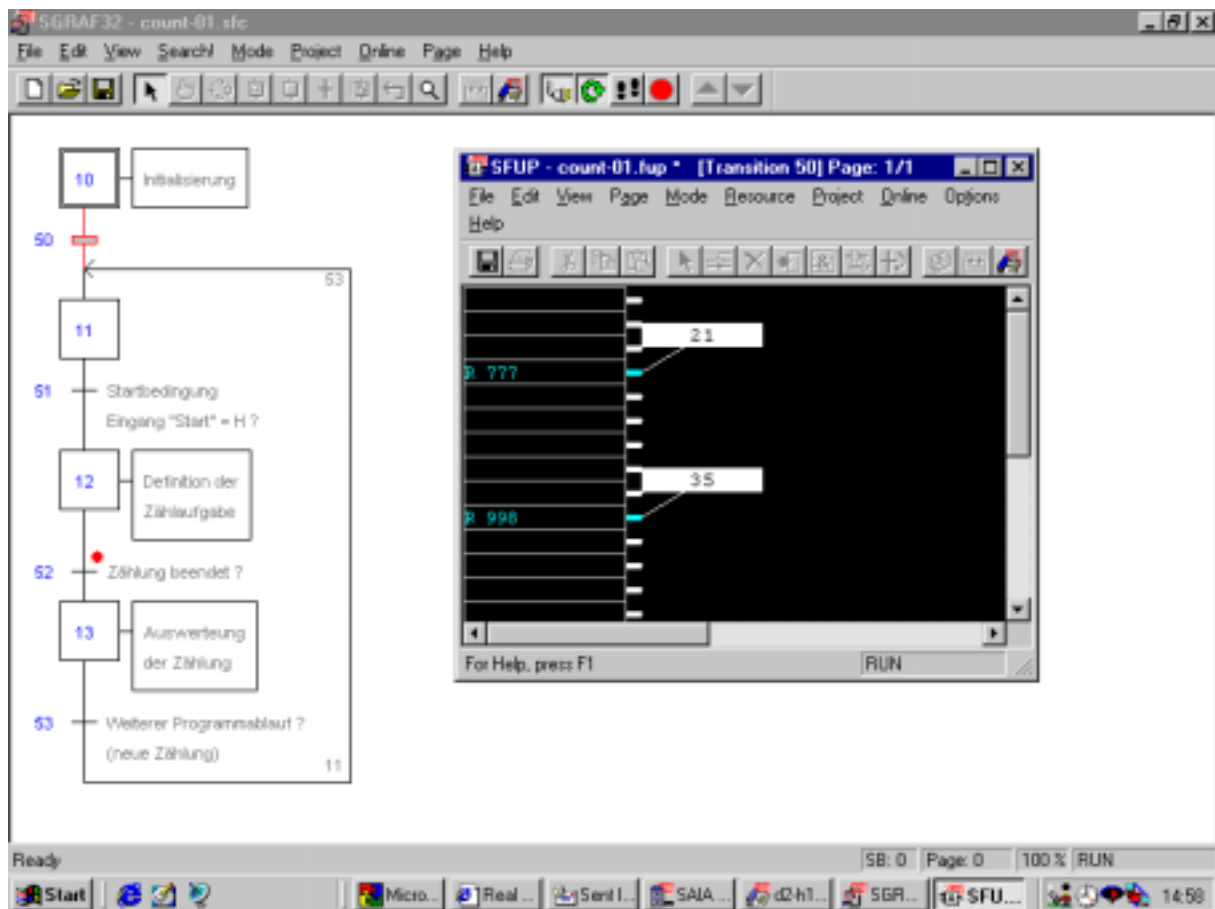 SGRAF32 - count-01.sfc
File Edit View Search! Mode Project Online Page Help
10
Initialisierung
50
53
11
51
Startbedingung
Eingang "Start" = H ?
12
Definition der
Zählaufgabe
52
Zählung beendet ?
13
Auswerteung
der Zählung
53
Weiterer Programmablauf ?
(neue Zählung)
11
SFUP - count-01.fup * [Transition 50] Page: 1/1
File Edit View Page Mode Resource Project Online Options
Help
21
R 777
35
R 998
For Help, press F1
RUN
Ready
SB: 0 Page: 0 100 % RUN
Start
Micro...
Real ...
Sent I...
SAIA ...
d2-h1...
SGR...
SFU...
14:58